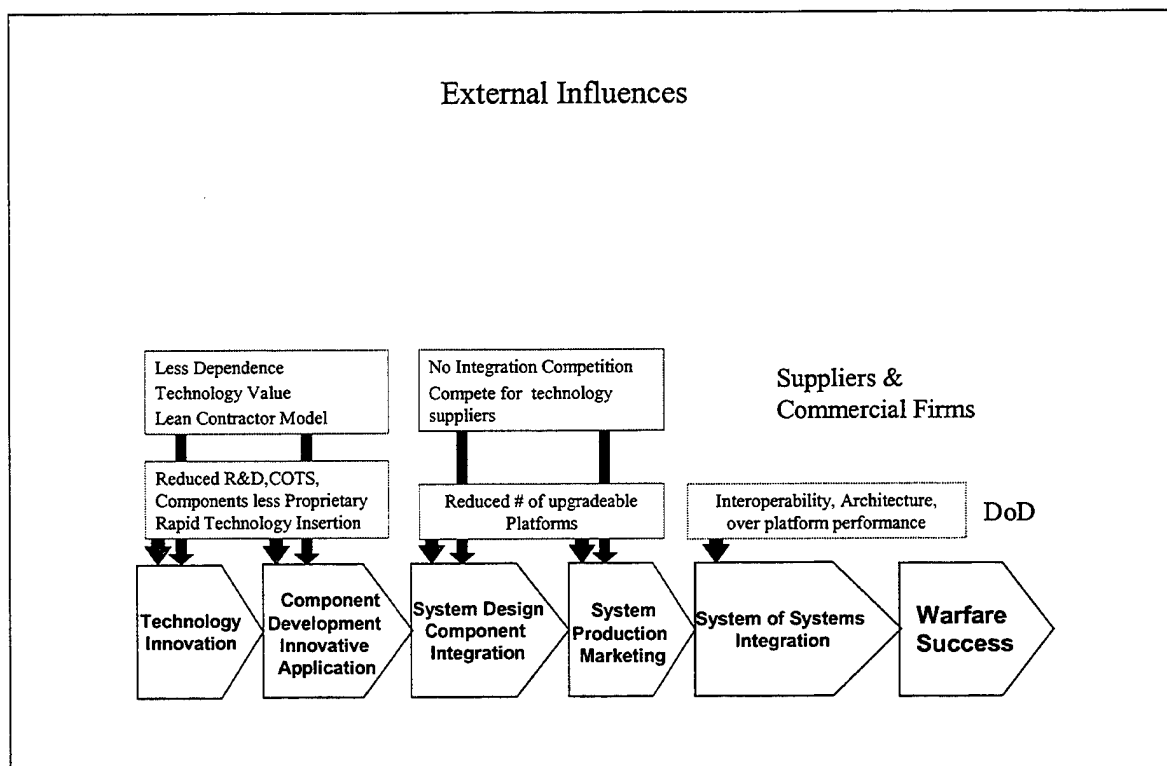 External Influences
Less Dependence
Technology Value
Lean Contractor Model
No Integration Competition
Compete for technology
suppliers
Suppliers &
Commercial Firms
Reduced R&D,COTS,
Components less Proprietary
Rapid Technology Insertion
Reduced # of upgradeable
Platforms
Interoperability, Architecture,
over platform performance
DoD
Technology
Innovation
Component
Development
Innovative
Application
System Design
Component
Integration
System
Production
Marketing
System of Systems
Integration
Warfare
Success